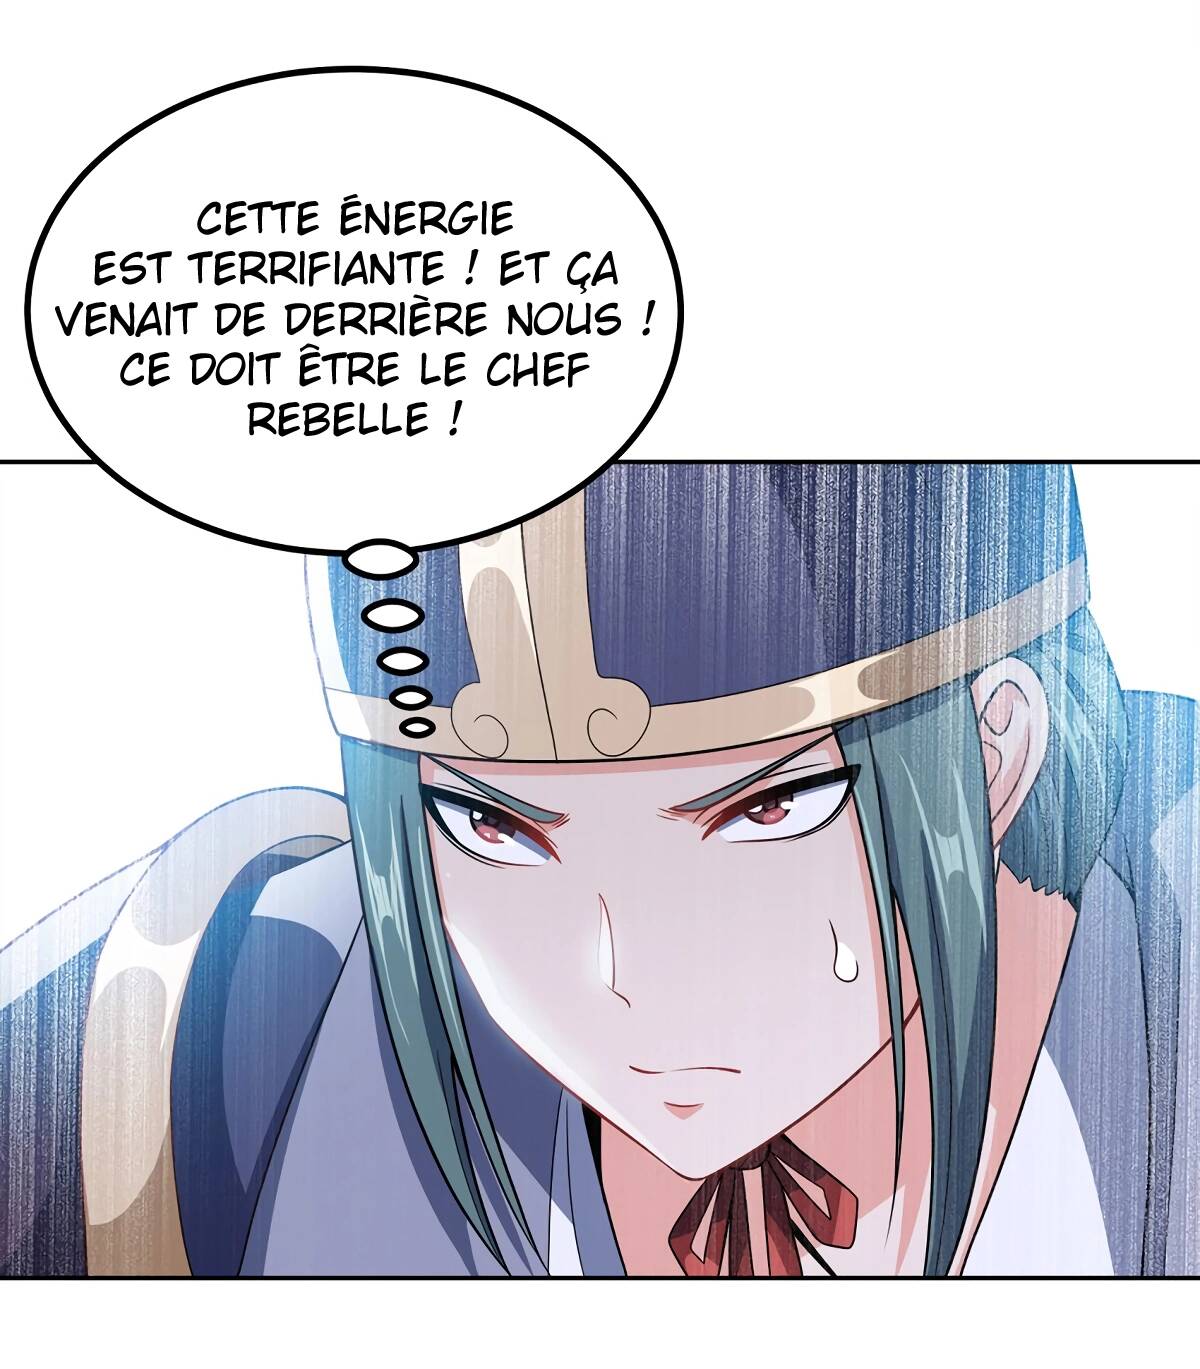 CETTE ÉNERGIE
EST TERRIFIANTE ! ET ÇA
VENAIT DE DERRIÈRE NOUS !
CE DOIT ÊTRE LE CHEF
REBELLE !